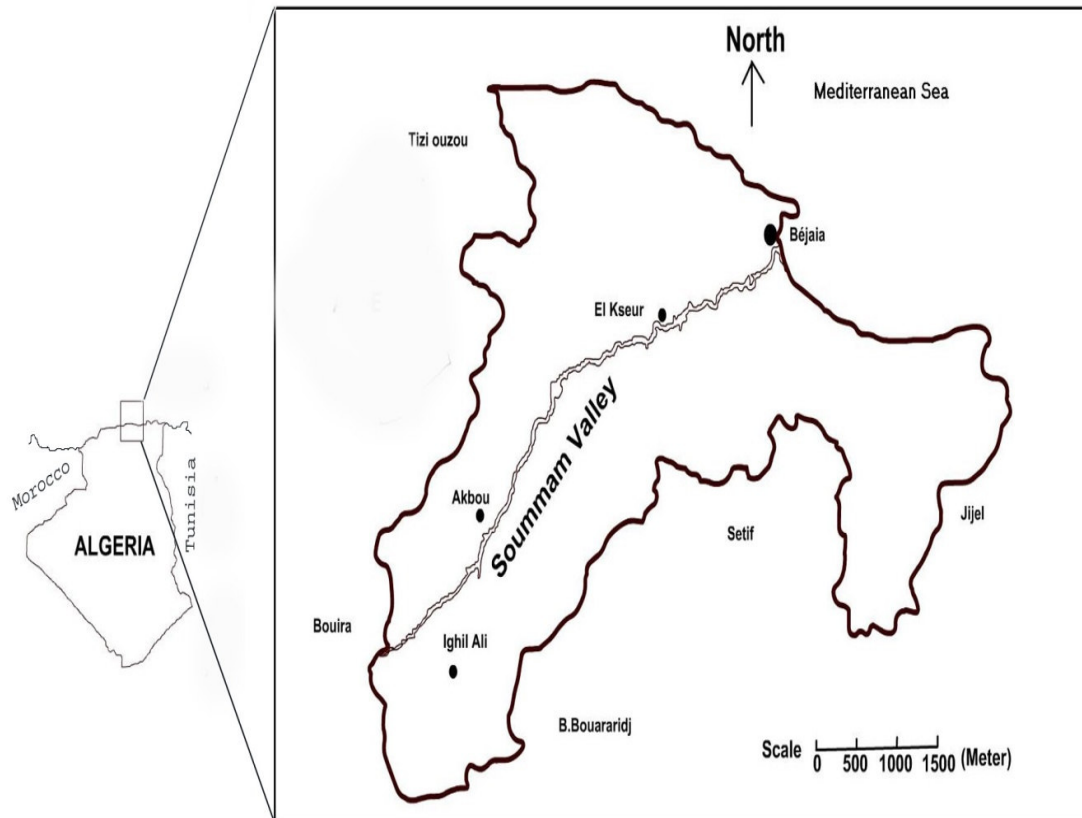 North
Mediterranean Sea
Tizi ouzou
Béjaia
El Kseur
Soummam Valley
Akbou
Morocco
Tunisia
ALGERIA
Setif
Jijel
Bouira
Ighil Ali
B.Bouararidj
Scale
0 500 1000 1500 (Meter)